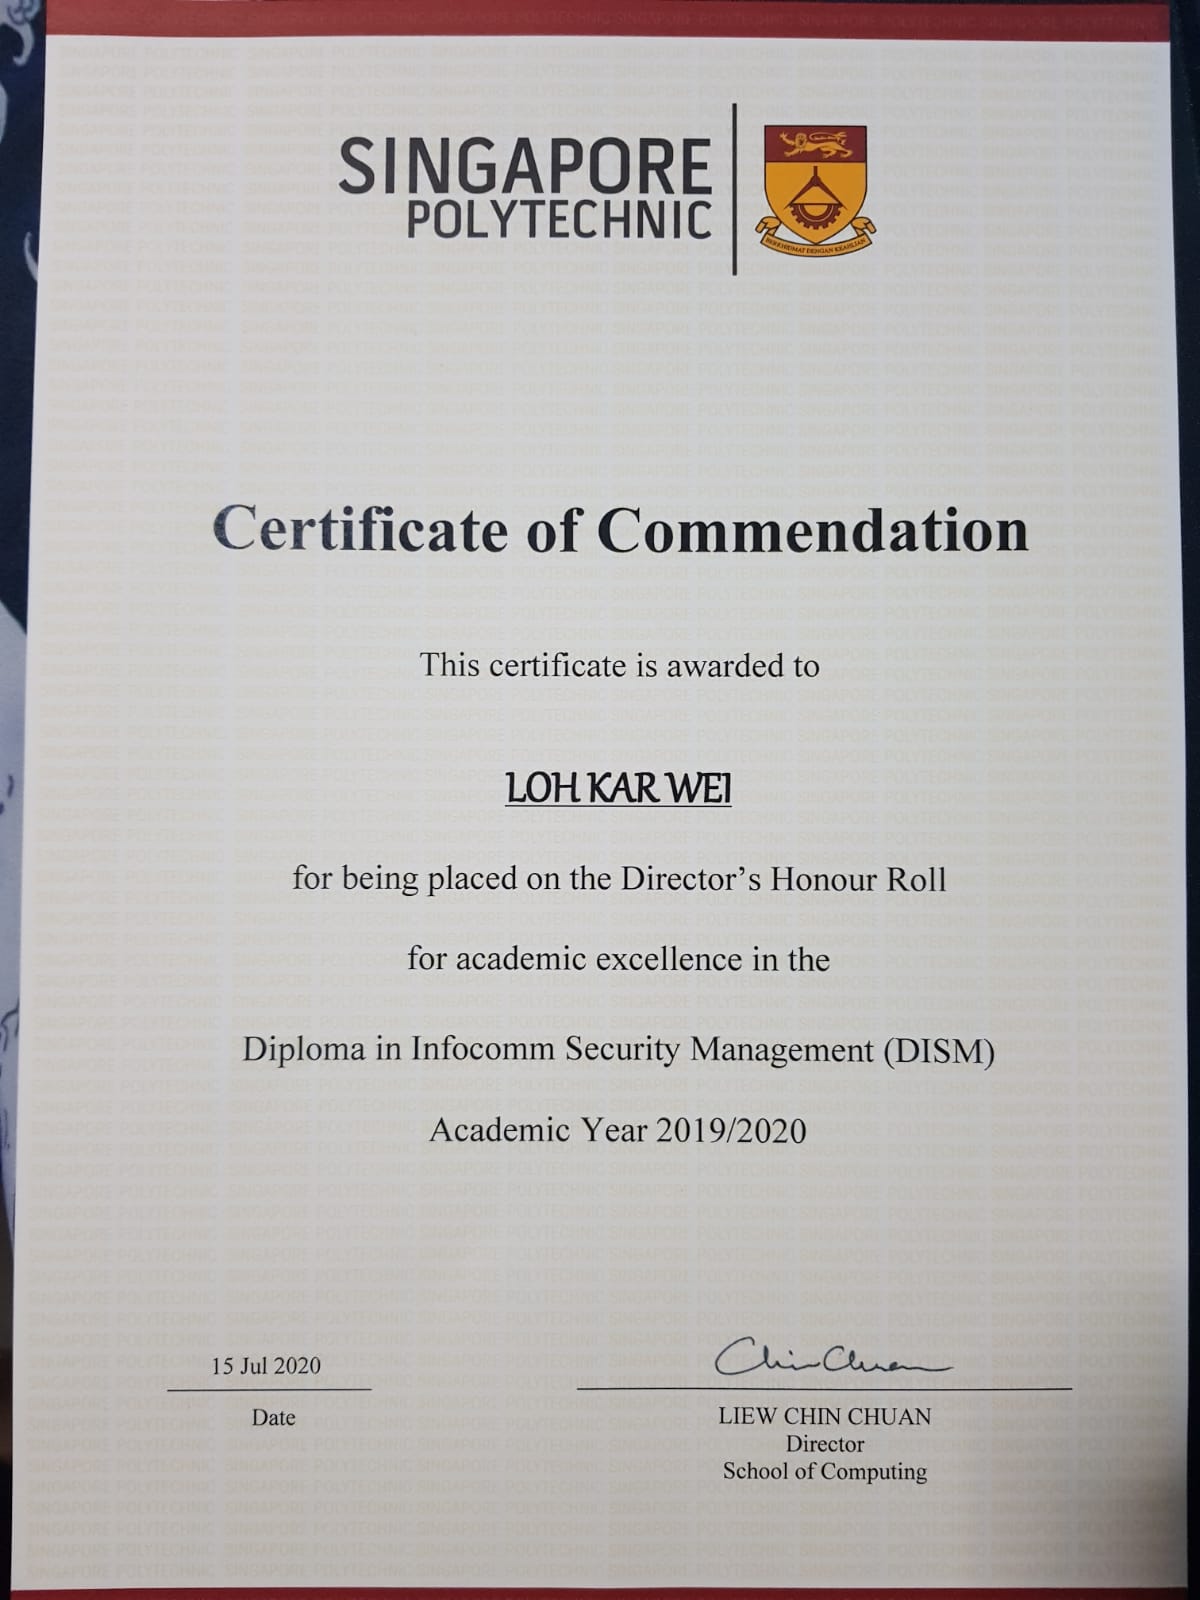 SINGAPORE
POLYTECHNIC
BERKHIDMAT DENGAN KEAHLIAN
Certificate of Commendation
This certificate is awarded to
LOH KAR WEI
for being placed on the Director’s Honour Roll
for academic excellence in the
Diploma in Infocomm Security Management (DISM)
Academic Year 2019/2020
15 Jul 2020
Date
Chin Chuan
LIEW CHIN CHUAN
Director
School of Computing